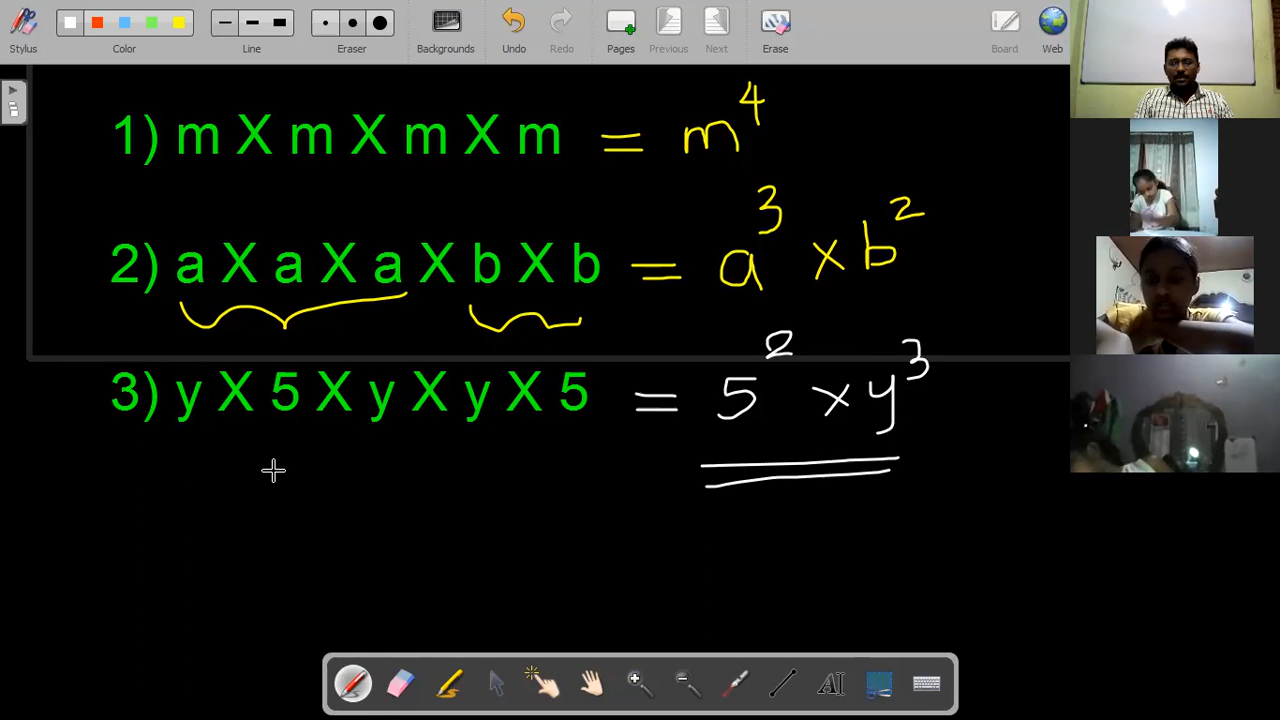 Stylus Color Line Eraser Backgrounds Undo Redo Pages Previous Next Erase Board Web
1) m X m X m X m = m⁴
2) a X a X a X b X b = a³ × b²
3) y X 5 X y X y X 5 = 5² × y³
AI